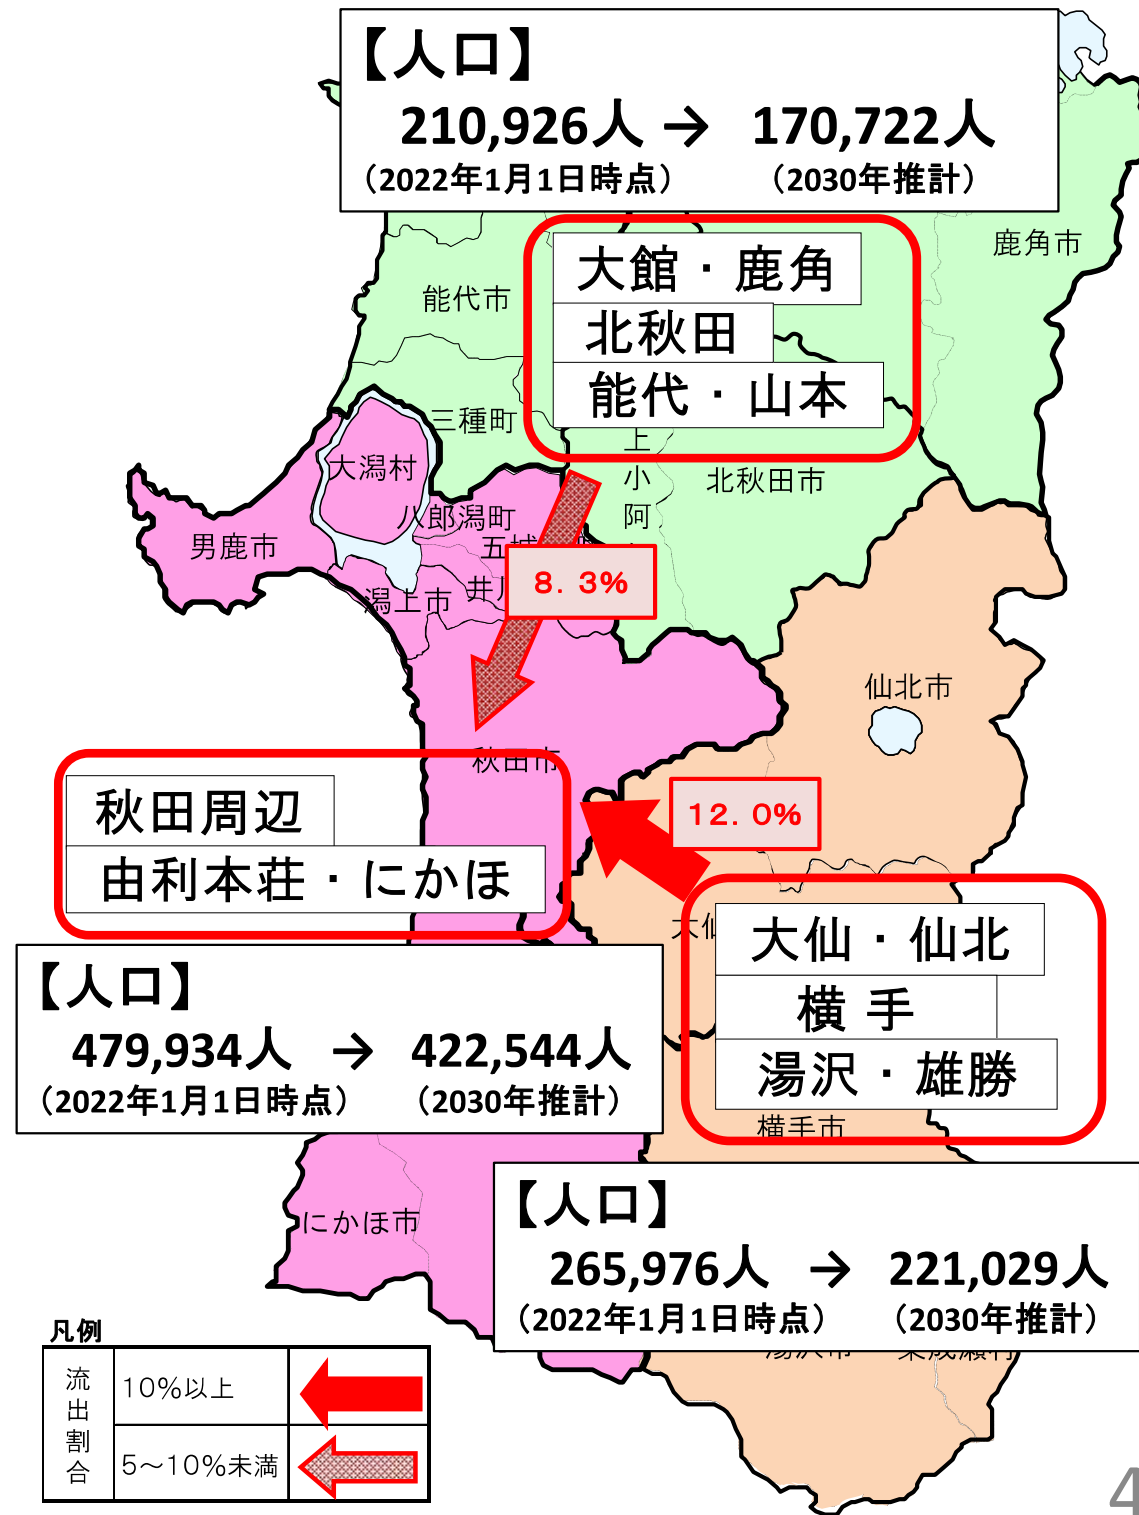 【人口】
210,926人 → 170,722人
（2022年1月1日時点） （2030年推計）
鹿角市
大館・鹿角
北秋田
能代・山本
能代市
三種町
上小阿
北秋田市
大潟村
八郎潟町
男鹿市
潟上市
8.3%
仙北市
秋田市
秋田周辺
由利本荘・にかほ
12.0%
大仙・仙北
横 手
湯沢・雄勝
【人口】
479,934人 → 422,544人
（2022年1月1日時点） （2030年推計）
横手市
にかほ市
【人口】
265,976人 → 221,029人
（2022年1月1日時点） （2030年推計）
凡例
流出割合
10%以上
5～10%未満
4